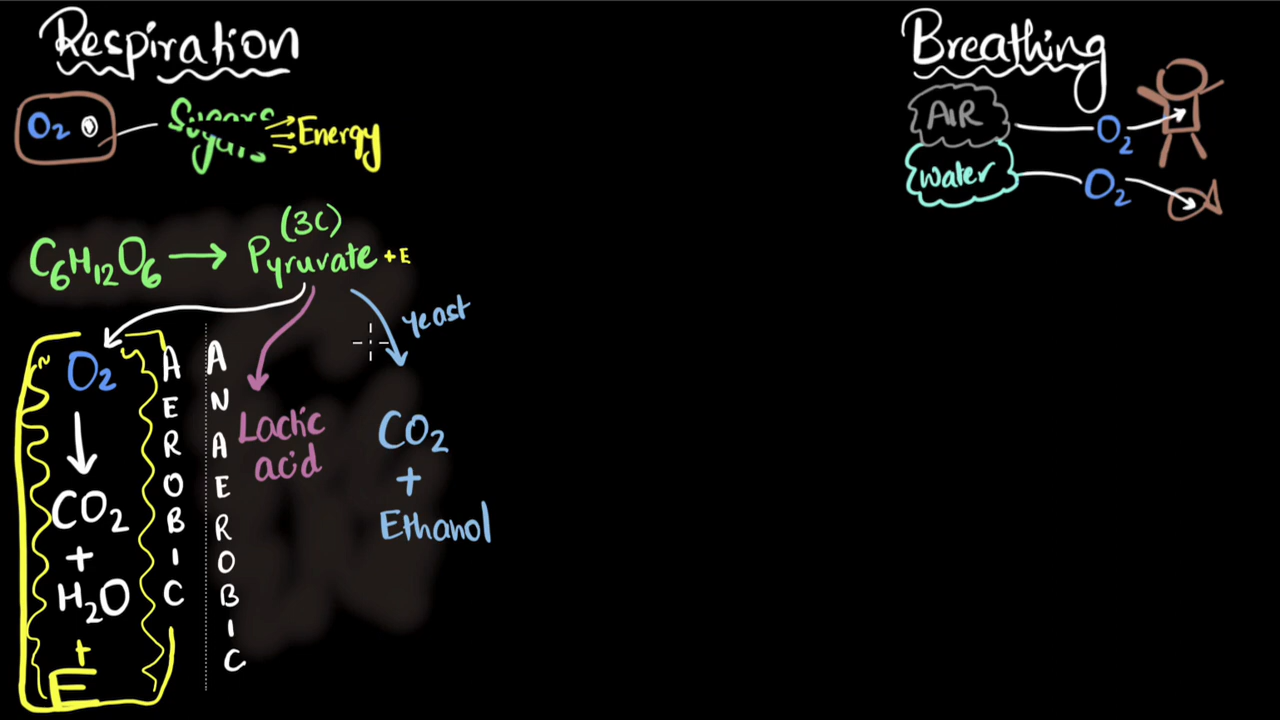 Respiration
O2
Sugars
Energy
(3C)
C6H12O6 → Pyruvate + E
yeast
O2
CO2
+
H2O
+
E
AEROBIC
ANAEROBIC
Lactic
acid
CO2
+
Ethanol
Breathing
AIR
O2
water
O2